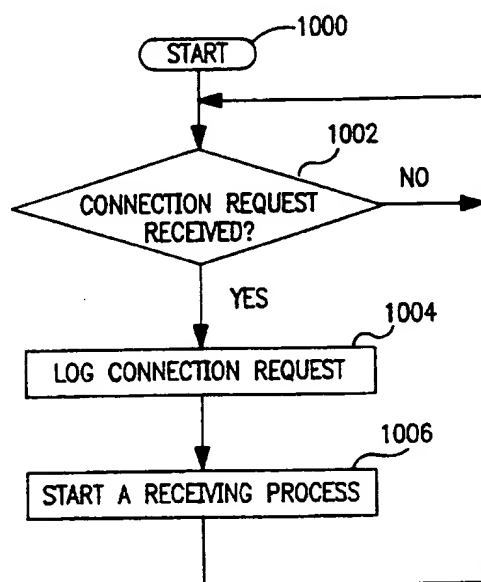 1000
START
1002
CONNECTION REQUEST
RECEIVED?
NO
YES
1004
LOG CONNECTION REQUEST
1006
START A RECEIVING PROCESS